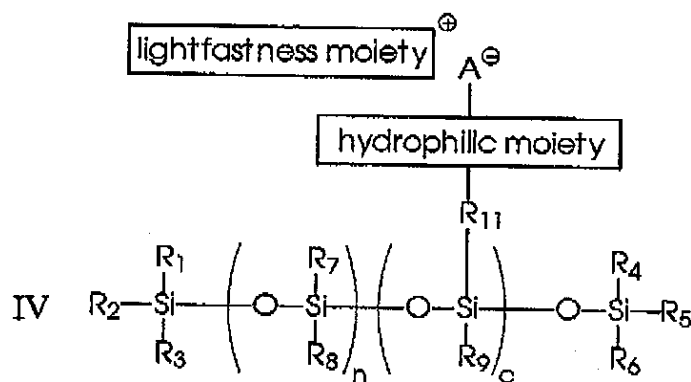 lightfastness moiety ⊕
A⊖
hydrophilic moiety
R11
R1 R7 R4
IV R2-Si-(-O-Si-)n-(-O-Si-)c-O-Si-R5
R3 R8 R9 R6